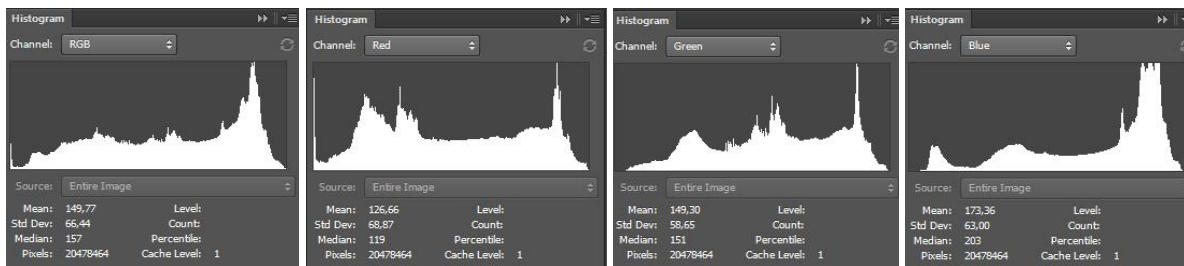 Histogram
Channel: RGB
Source: Entire Image
Mean: 149,77 Level:
Std Dev: 66,44 Count:
Median: 157 Percentile:
Pixels: 20478464 Cache Level: 1
Histogram
Channel: Red
Source: Entire Image
Mean: 126,66 Level:
Std Dev: 68,87 Count:
Median: 119 Percentile:
Pixels: 20478464 Cache Level: 1
Histogram
Channel: Green
Source: Entire Image
Mean: 149,30 Level:
Std Dev: 58,65 Count:
Median: 151 Percentile:
Pixels: 20478464 Cache Level: 1
Histogram
Channel: Blue
Source: Entire Image
Mean: 173,36 Level:
Std Dev: 63,00 Count:
Median: 203 Percentile:
Pixels: 20478464 Cache Level: 1